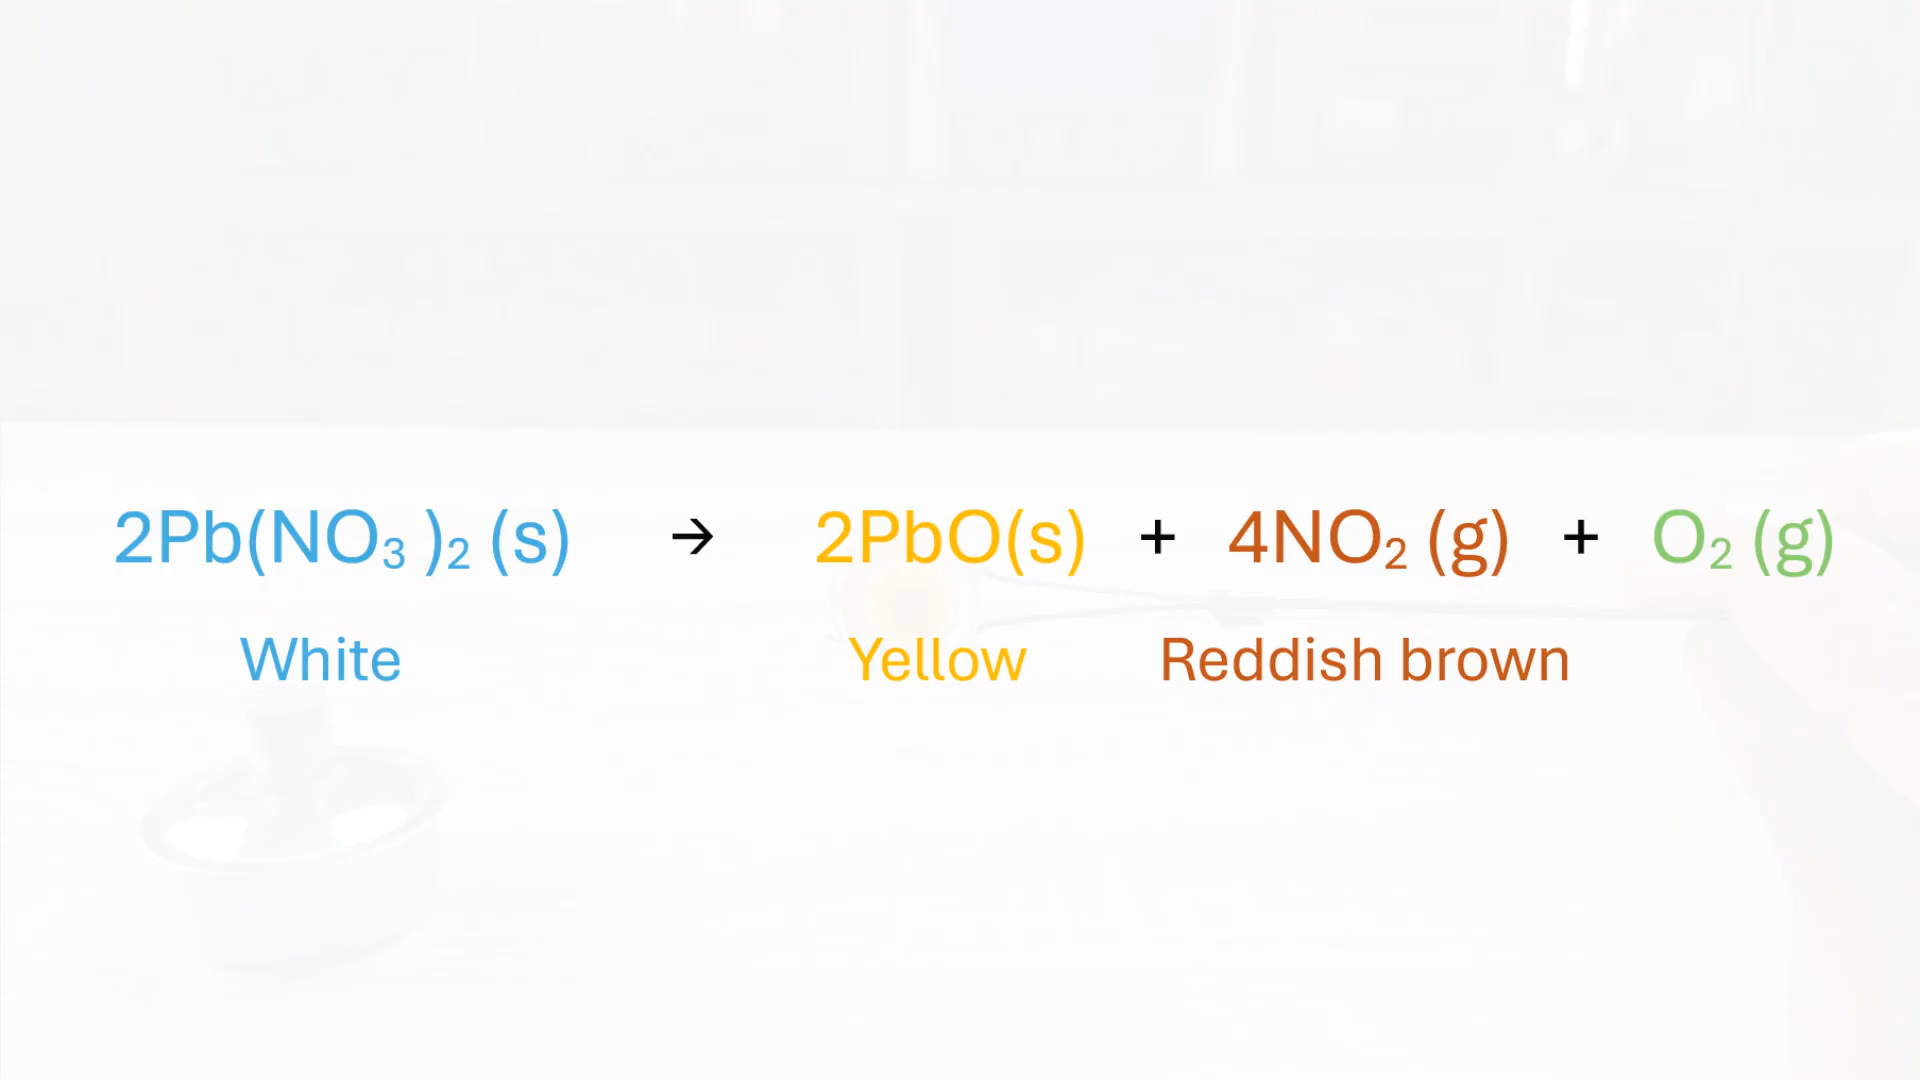 2Pb(NO₃ )₂ (s) → 2PbO(s) + 4NO₂ (g) + O₂ (g)
White Yellow Reddish brown